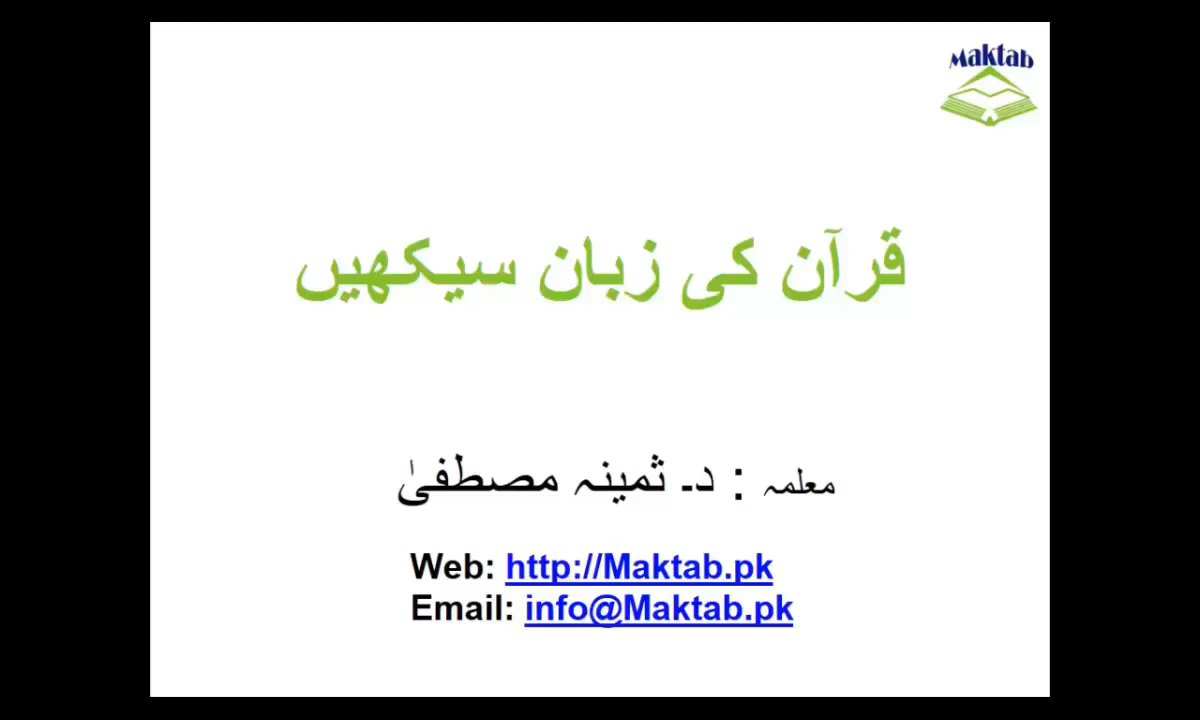 Maktab
قرآن کی زبان سیکھیں
معلمہ : د۔ ثمینہ مصطفیٰ
Web: http://Maktab.pk
Email: info@Maktab.pk